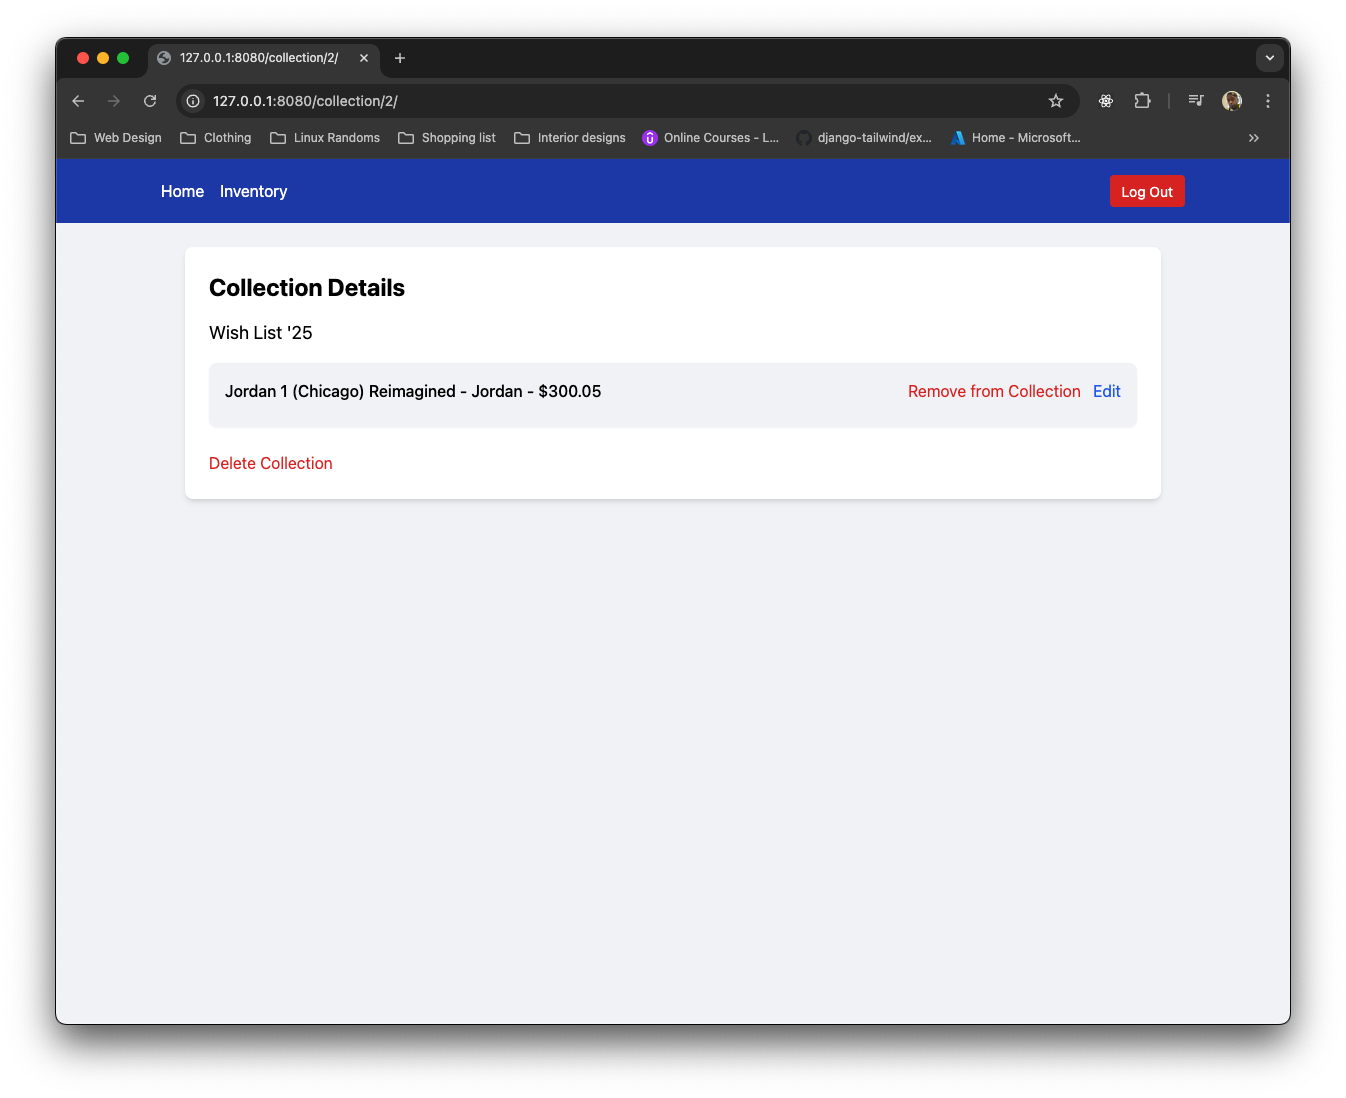 127.0.0.1:8080/collection/2/
127.0.0.1:8080/collection/2/
Web Design Clothing Linux Randoms Shopping list Interior designs Online Courses - L... django-tailwind/ex... Home - Microsoft...
Home Inventory Log Out
Collection Details
Wish List '25
Jordan 1 (Chicago) Reimagined - Jordan - $300.05 Remove from Collection Edit
Delete Collection